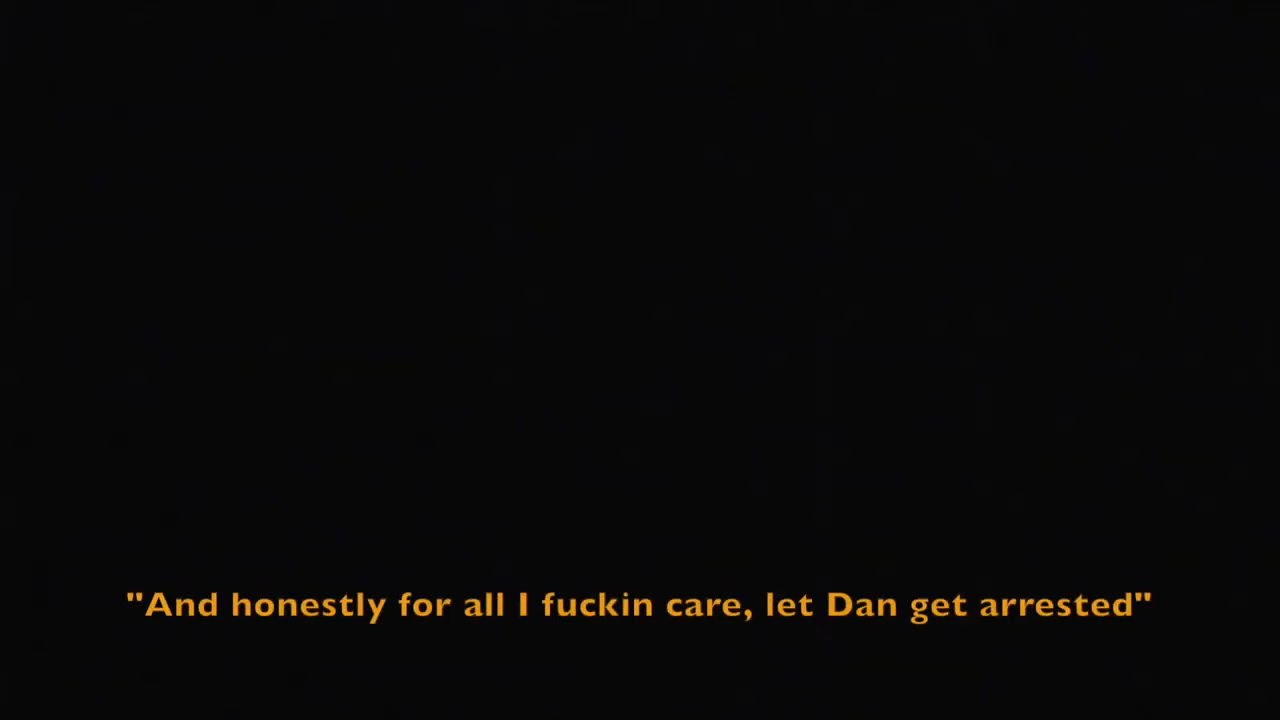 "And honestly for all I fuckin care, let Dan get arrested"